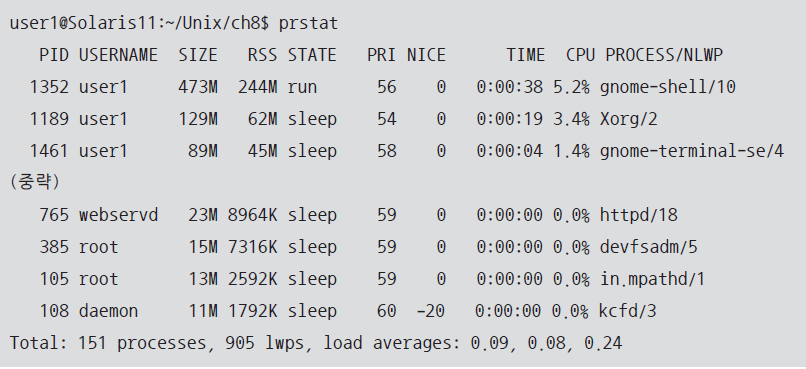 user1@Solaris11:~/Unix/ch8$ prstat
PID USERNAME SIZE RSS STATE PRI NICE TIME CPU PROCESS/NLWP
1352 user1 473M 244M run 56 0 0:00:38 5.2% gnome-shell/10
1189 user1 129M 62M sleep 54 0 0:00:19 3.4% Xorg/2
1461 user1 89M 45M sleep 58 0 0:00:04 1.4% gnome-terminal-se/4
(중략)
765 webservd 23M 8964K sleep 59 0 0:00:00 0.0% httpd/18
385 root 15M 7316K sleep 59 0 0:00:00 0.0% devfsadm/5
105 root 13M 2592K sleep 59 0 0:00:00 0.0% in.mpathd/1
108 daemon 11M 1792K sleep 60 -20 0:00:00 0.0% kcfd/3
Total: 151 processes, 905 lwps, load averages: 0.09, 0.08, 0.24